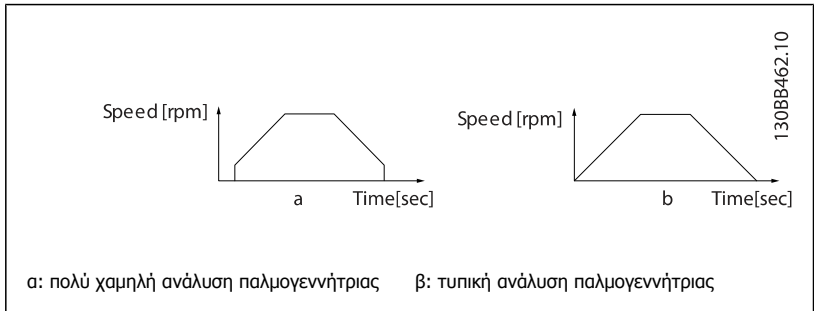 130BB462.10
Speed [rpm]
a
Time[sec]
Speed [rpm]
b
Time[sec]
α: πολύ χαμηλή ανάλυση παλμογεννήτριας
β: τυπική ανάλυση παλμογεννήτριας